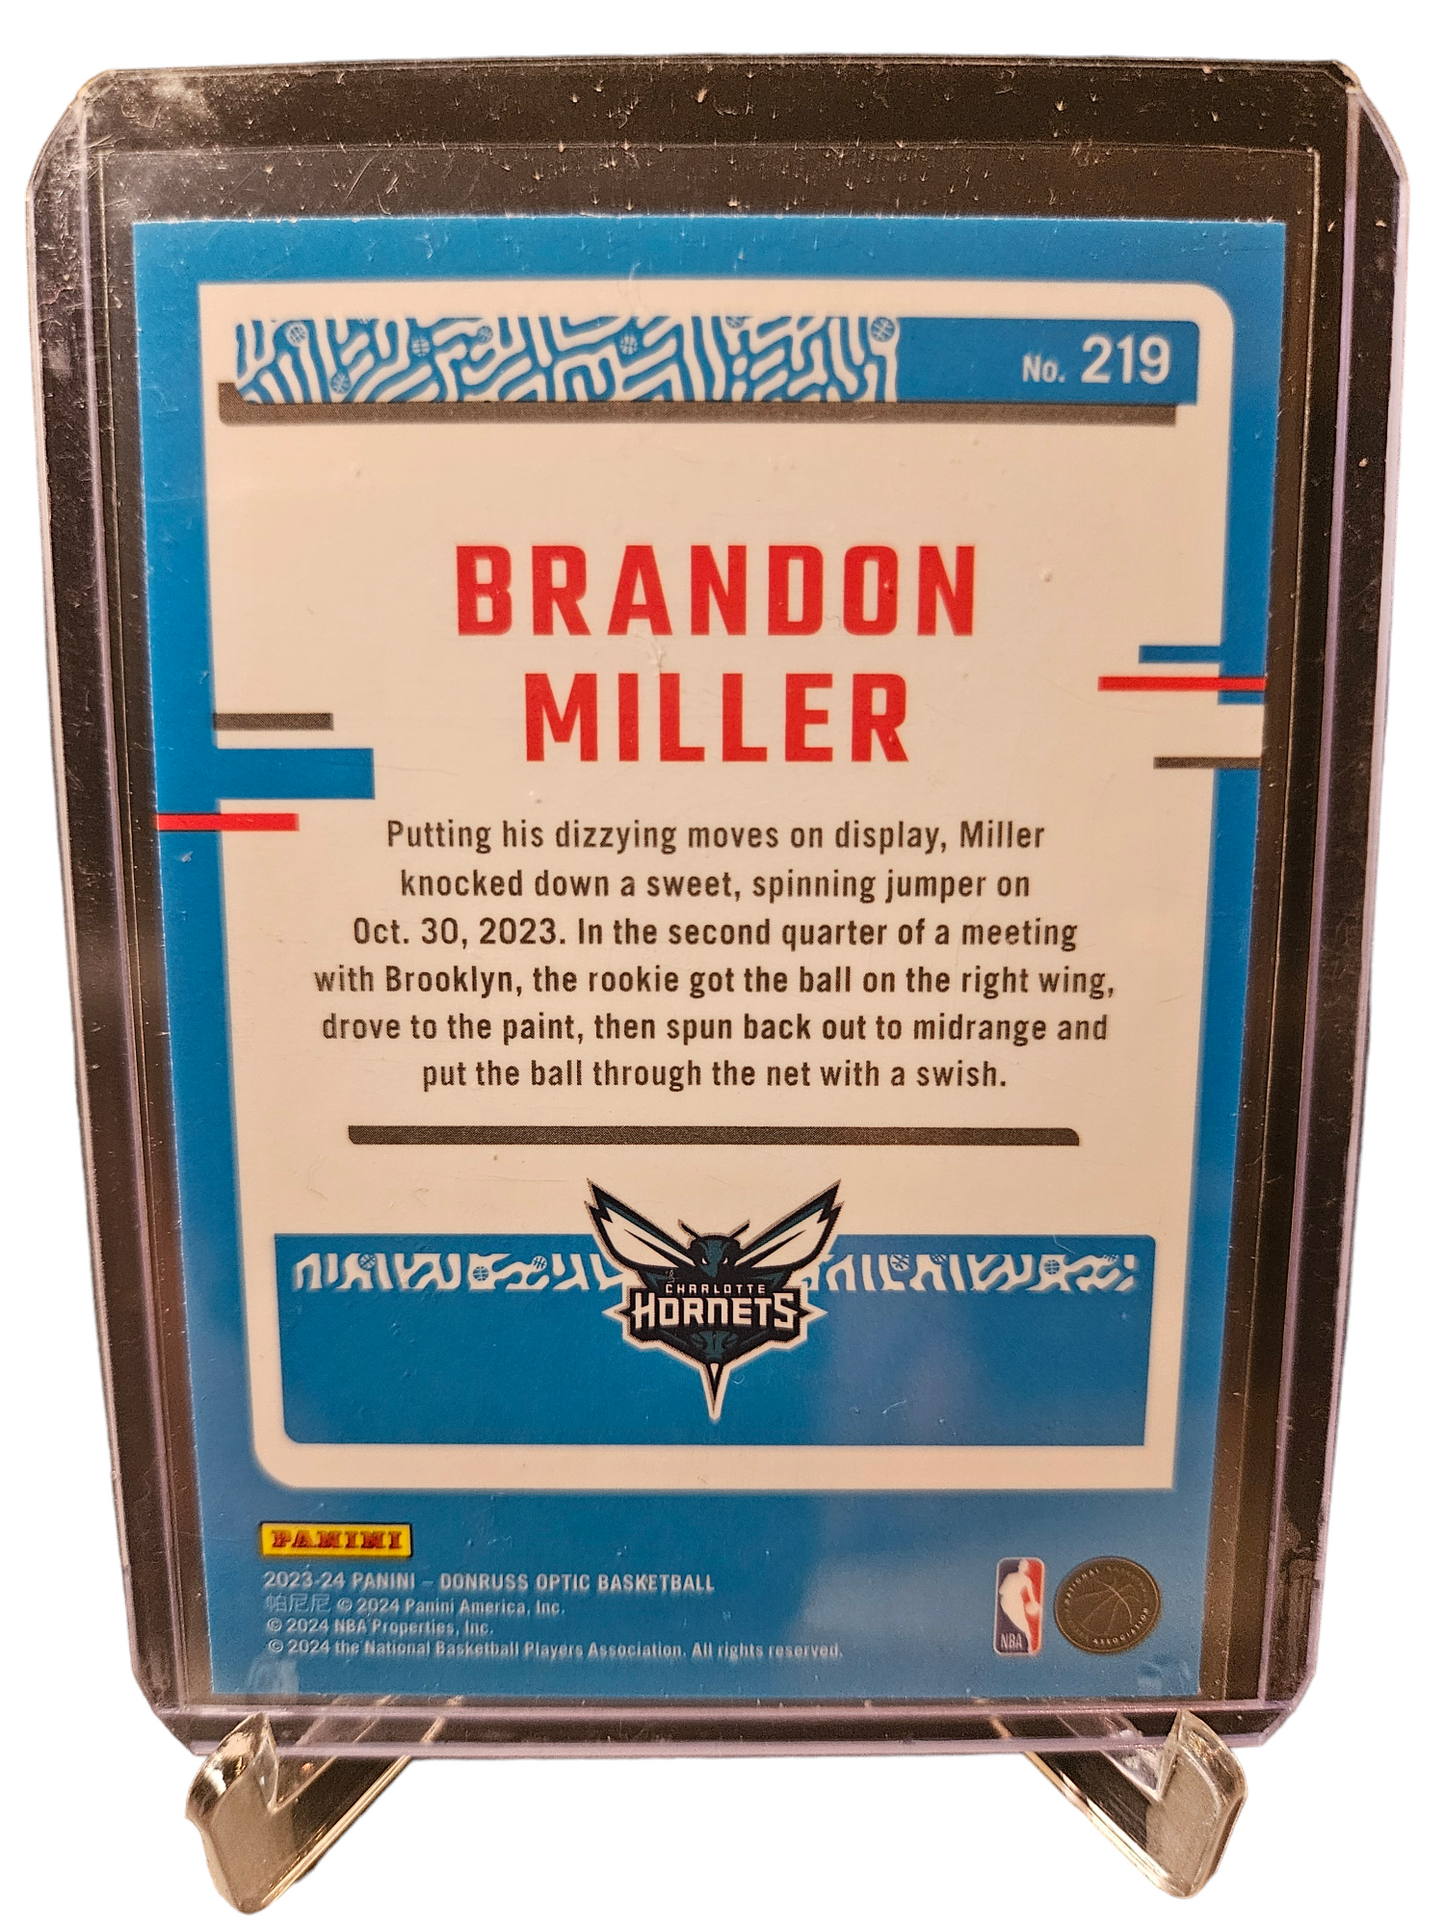 No. 219
BRANDON
MILLER
Putting his dizzying moves on display, Miller
knocked down a sweet, spinning jumper on
Oct. 30, 2023. In the second quarter of a meeting
with Brooklyn, the rookie got the ball on the right wing,
drove to the paint, then spun back out to midrange and
put the ball through the net with a swish.
CHARLOTTE
HORNETS
PANINI
2023-24 PANINI – DONRUSS OPTIC BASKETBALL
帕尼尼 © 2024 Panini America, Inc.
© 2024 NBA Properties, Inc.
© 2024 the National Basketball Players Association. All rights reserved.
NBA